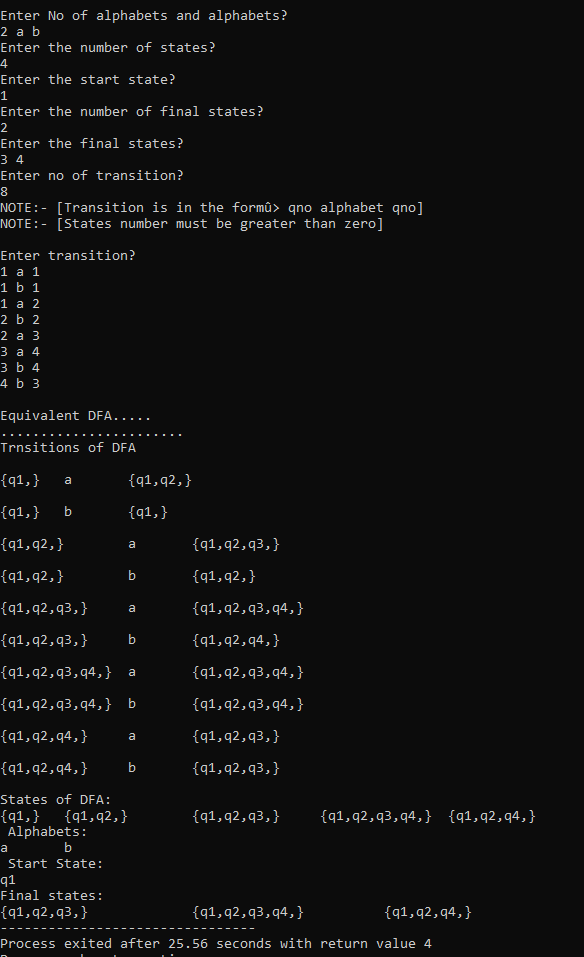 Enter No of alphabets and alphabets?
2 a b
Enter the number of states?
4
Enter the start state?
1
Enter the number of final states?
2
Enter the final states?
3 4
Enter no of transition?
8
NOTE:- [Transition is in the formû> qno alphabet qno]
NOTE:- [States number must be greater than zero]
Enter transition?
1 a 1
1 b 1
1 a 2
2 b 2
2 a 3
3 a 4
3 b 4
4 b 3
Equivalent DFA.....
.......................
Trnsitions of DFA
{q1,} a {q1,q2,}
{q1,} b {q1,}
{q1,q2,} a {q1,q2,q3,}
{q1,q2,} b {q1,q2,}
{q1,q2,q3,} a {q1,q2,q3,q4,}
{q1,q2,q3,} b {q1,q2,q4,}
{q1,q2,q3,q4,} a {q1,q2,q3,q4,}
{q1,q2,q3,q4,} b {q1,q2,q3,q4,}
{q1,q2,q4,} a {q1,q2,q3,}
{q1,q2,q4,} b {q1,q2,q3,}
States of DFA:
{q1,} {q1,q2,} {q1,q2,q3,} {q1,q2,q3,q4,} {q1,q2,q4,}
Alphabets:
a b
Start State:
q1
Final states:
{q1,q2,q3,} {q1,q2,q3,q4,} {q1,q2,q4,}
--------------------------------
Process exited after 25.56 seconds with return value 4